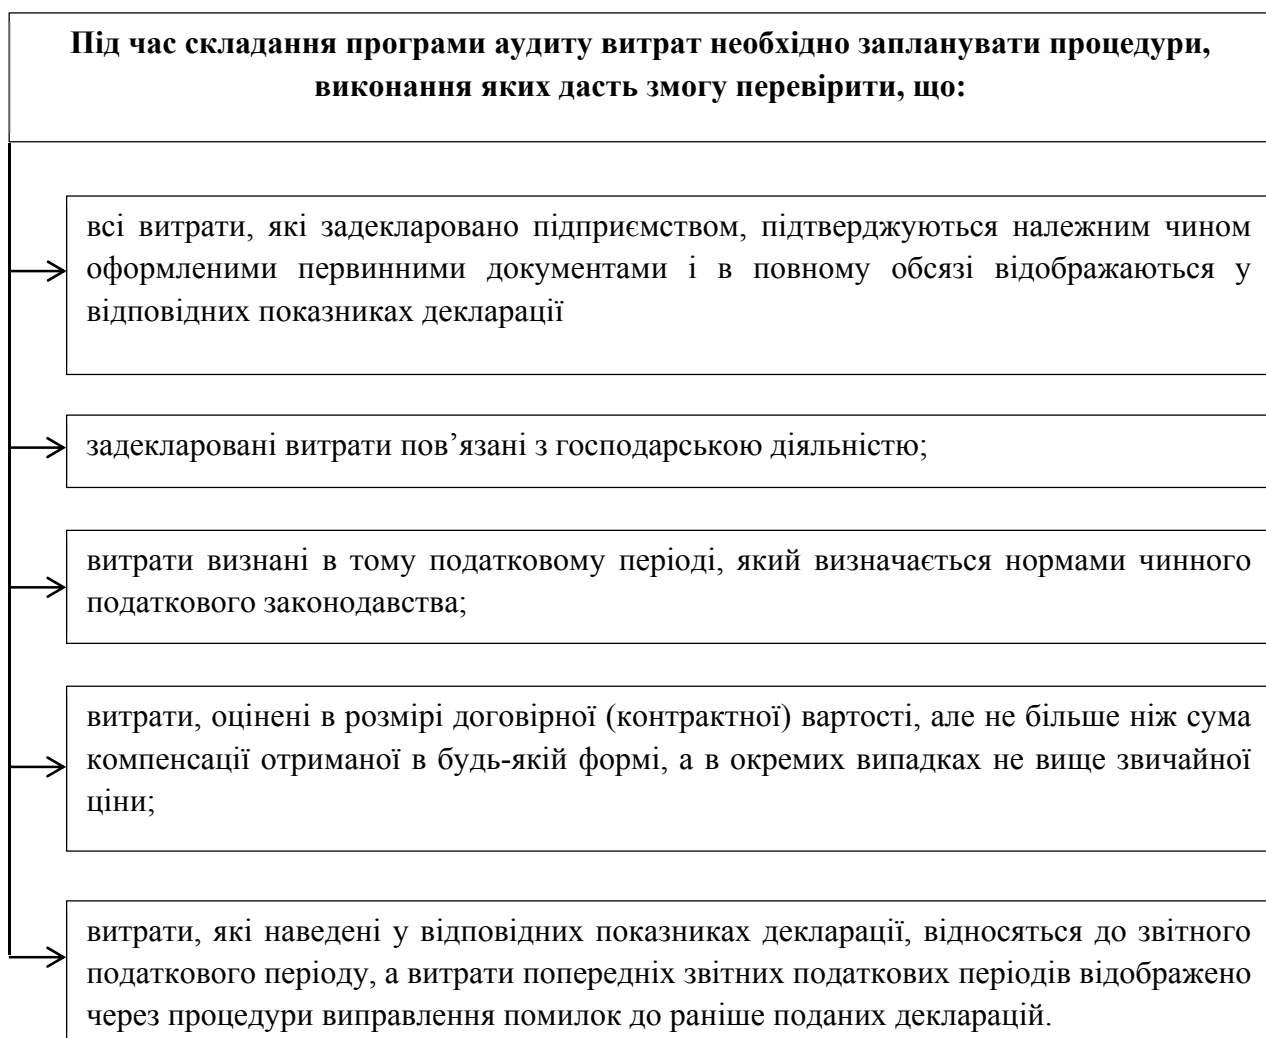 Під час складання програми аудиту витрат необхідно запланувати процедури,
виконання яких дасть змогу перевірити, що:
всі витрати, які задекларовано підприємством, підтверджуються належним чином
оформленими первинними документами і в повному обсязі відображаються у
відповідних показниках декларації
задекларовані витрати пов’язані з господарською діяльністю;
витрати визнані в тому податковому періоді, який визначається нормами чинного
податкового законодавства;
витрати, оцінені в розмірі договірної (контрактної) вартості, але не більше ніж сума
компенсації отриманої в будь-якій формі, а в окремих випадках не вище звичайної
ціни;
витрати, які наведені у відповідних показниках декларації, відносяться до звітного
податкового періоду, а витрати попередніх звітних податкових періодів відображено
через процедури виправлення помилок до раніше поданих декларацій.